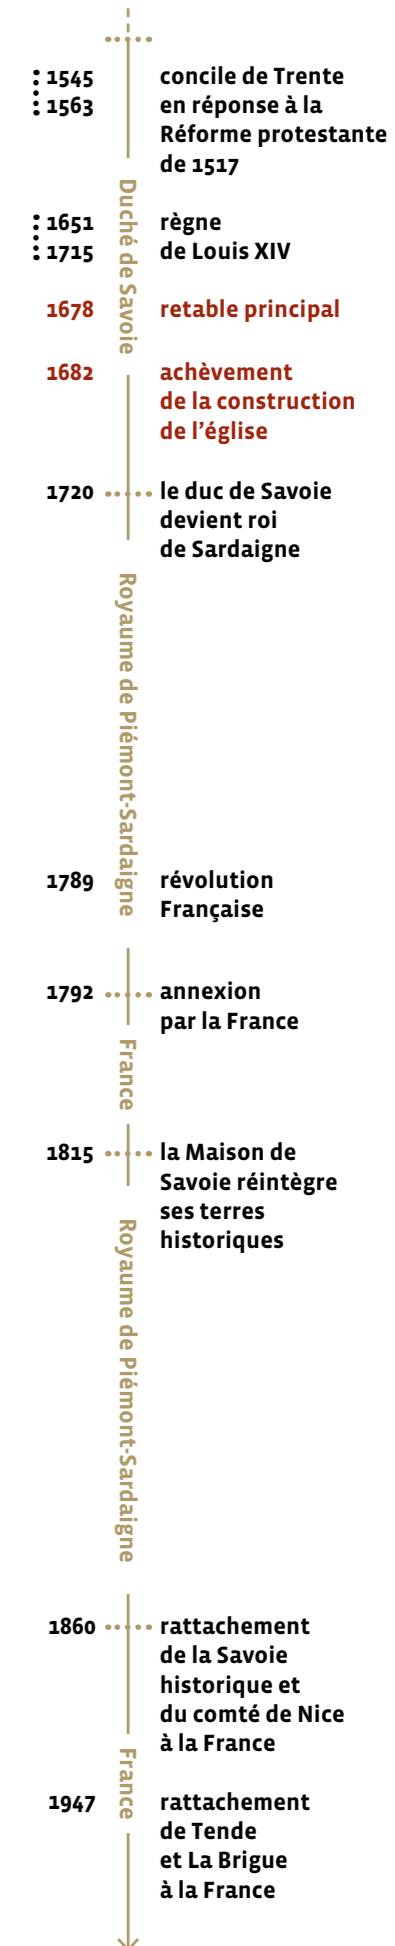 1545 concile de Trente
1563 en réponse à la
Réforme protestante
de 1517
Duché de Savoie
1651 règne
1715 de Louis XIV
1678 retable principal
1682 achèvement
de la construction
de l'église
1720 le duc de Savoie
devient roi
de Sardaigne
Royaume de Piémont-Sardaigne
1789 révolution
Française
1792 annexion
par la France
France
1815 la Maison de
Savoie réintègre
ses terres
historiques
Royaume de Piémont-Sardaigne
1860 rattachement
de la Savoie
historique et
du comté de Nice
à la France
France
1947 rattachement
de Tende
et La Brigue
à la France